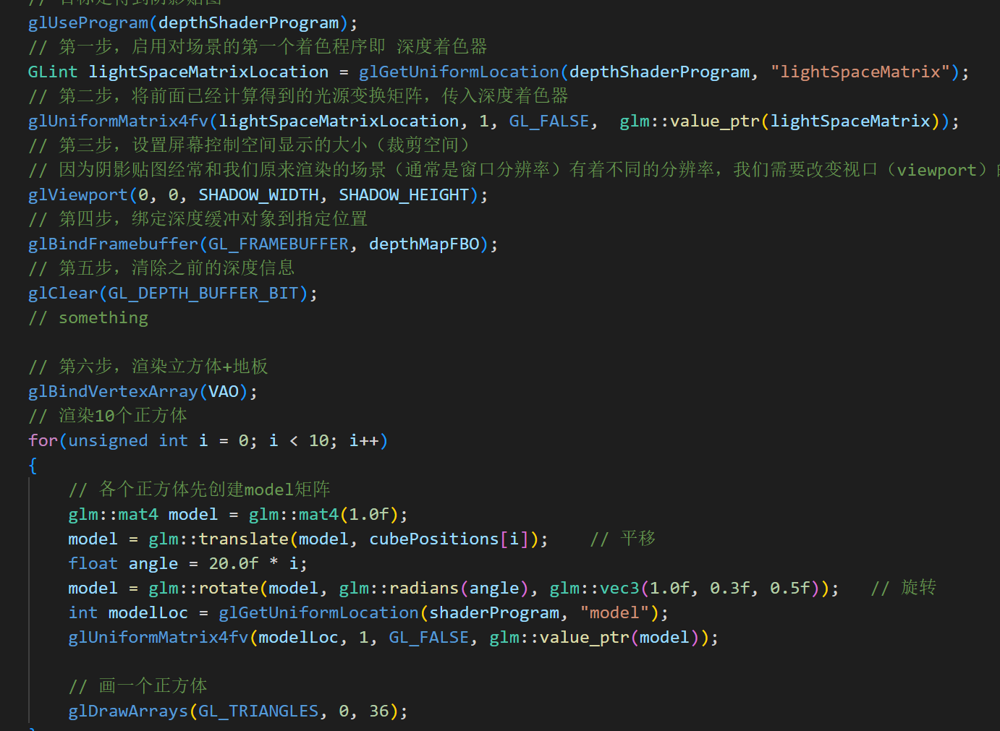 // 目标是得到阴影贴图
glUseProgram(depthShaderProgram);
// 第一步，启用对场景的第一个着色程序即 深度着色器
GLint lightSpaceMatrixLocation = glGetUniformLocation(depthShaderProgram, "lightSpaceMatrix");
// 第二步，将前面已经计算得到的光源变换矩阵，传入深度着色器
glUniformMatrix4fv(lightSpaceMatrixLocation, 1, GL_FALSE,  glm::value_ptr(lightSpaceMatrix));
// 第三步，设置屏幕控制空间显示的大小（裁剪空间）
// 因为阴影贴图经常和我们原来渲染的场景（通常是窗口分辨率）有着不同的分辨率，我们需要改变视口（viewport）
glViewport(0, 0, SHADOW_WIDTH, SHADOW_HEIGHT);
// 第四步，绑定深度缓冲对象到指定位置
glBindFramebuffer(GL_FRAMEBUFFER, depthMapFBO);
// 第五步，清除之前的深度信息
glClear(GL_DEPTH_BUFFER_BIT);
// something
// 第六步，渲染立方体+地板
glBindVertexArray(VAO);
// 渲染10个正方体
for(unsigned int i = 0; i < 10; i++)
{
    // 各个正方体先创建model矩阵
    glm::mat4 model = glm::mat4(1.0f);
    model = glm::translate(model, cubePositions[i]);    // 平移
    float angle = 20.0f * i;
    model = glm::rotate(model, glm::radians(angle), glm::vec3(1.0f, 0.3f, 0.5f));   // 旋转
    int modelLoc = glGetUniformLocation(shaderProgram, "model");
    glUniformMatrix4fv(modelLoc, 1, GL_FALSE, glm::value_ptr(model));
    // 画一个正方体
    glDrawArrays(GL_TRIANGLES, 0, 36);